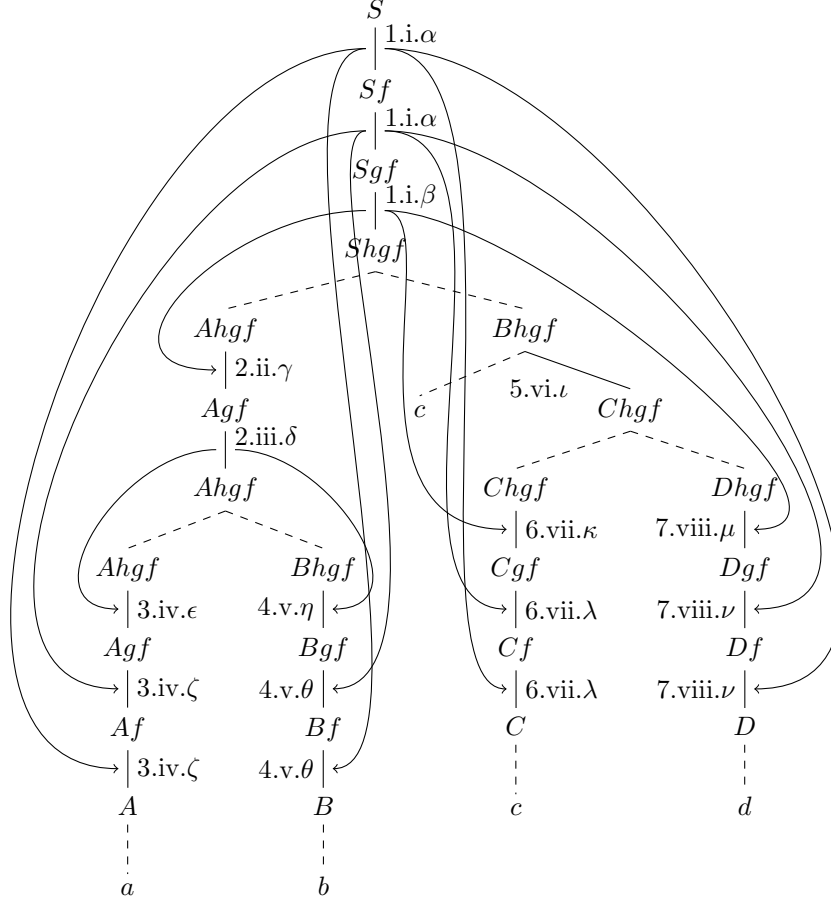 S
1.i.α
Sf
1.i.α
Sgf
1.i.β
Shgf
Ahgf Bhgf
2.ii.γ
5.vi.ι
Agf c Chgf
2.iii.δ
Ahgf Chgf Dhgf
6.vii.κ 7.viii.μ
Ahgf Bhgf Cgf Dgf
3.iv.ϵ 4.v.η 6.vii.λ 7.viii.ν
Agf Bgf Cf Df
3.iv.ζ 4.v.θ 6.vii.λ 7.viii.ν
Af Bf C D
3.iv.ζ 4.v.θ
A B c d
a b